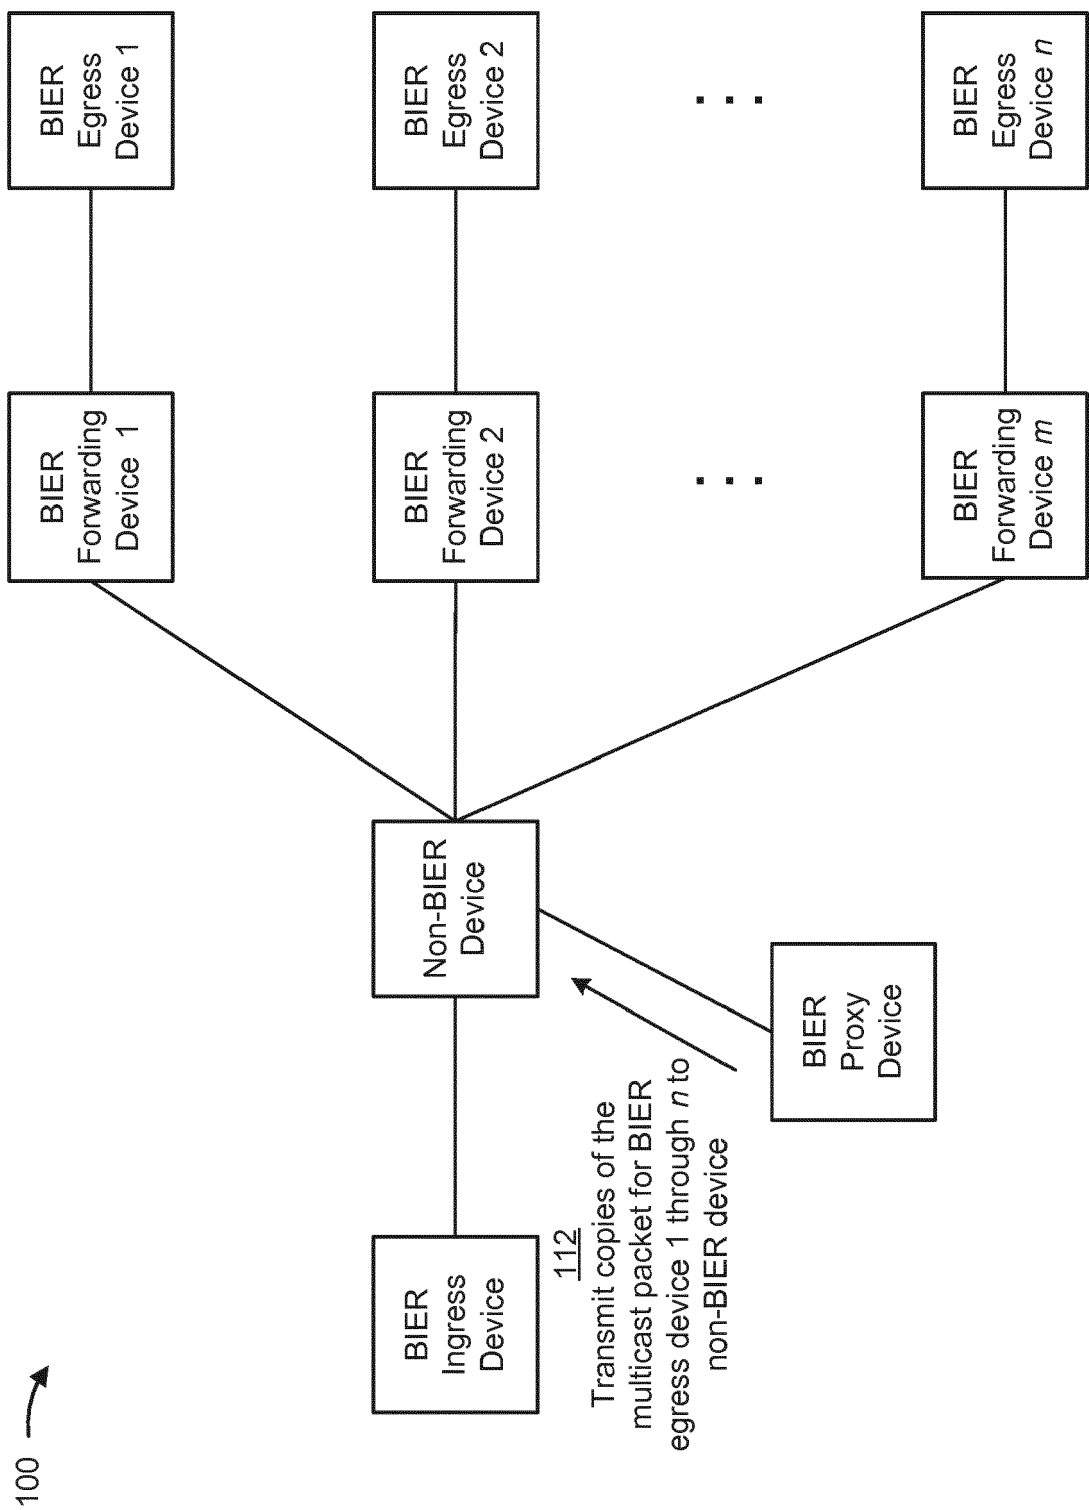 100
BIER
Ingress
Device
112
Transmit copies of the
multicast packet for BIER
egress device 1 through n to
non-BIER device
Non-BIER
Device
BIER
Proxy
Device
BIER
Forwarding
Device 1
BIER
Forwarding
Device 2
. . .
BIER
Forwarding
Device m
BIER
Egress
Device 1
BIER
Egress
Device 2
. . .
BIER
Egress
Device n